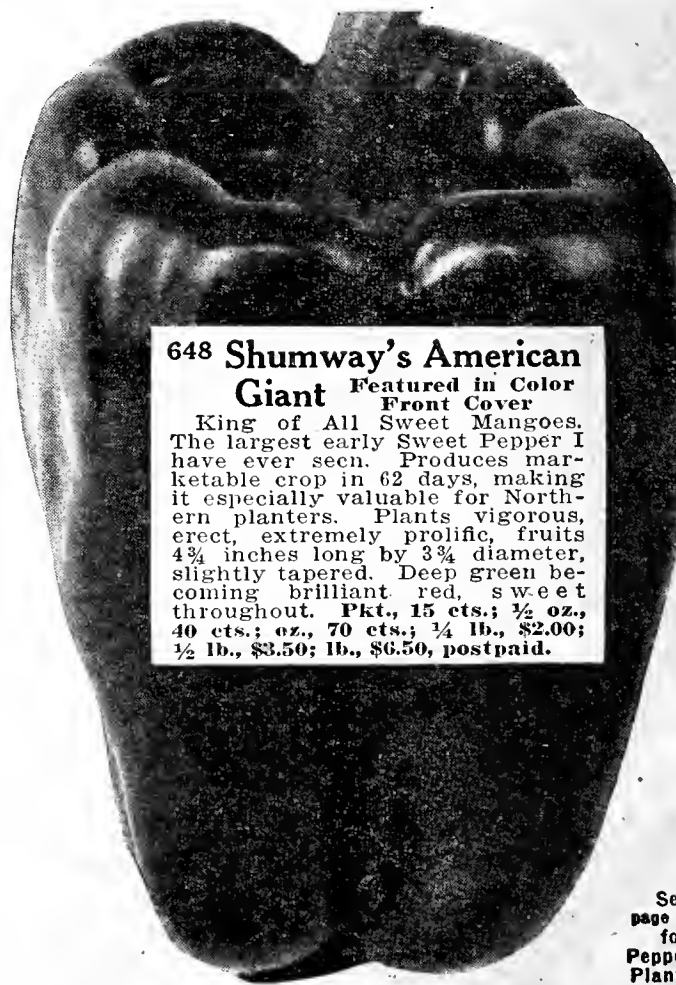 648 Shumway's American
Giant Featured in Color
Front Cover
King of All Sweet Mangoes.
The largest early Sweet Pepper I
have ever seen. Produces mar-
ketable crop in 62 days, making
it especially valuable for North-
ern planters. Plants vigorous,
erect, extremely prolific, fruits
4¾ inches long by 3¾ diameter,
slightly tapered. Deep green be-
coming brilliant red, sweet
throughout. Pkt., 15 cts.; ½ oz.,
40 cts.; oz., 70 cts.; ¼ lb., $2.00;
½ lb., $3.50; lb., $6.50, postpaid.
page